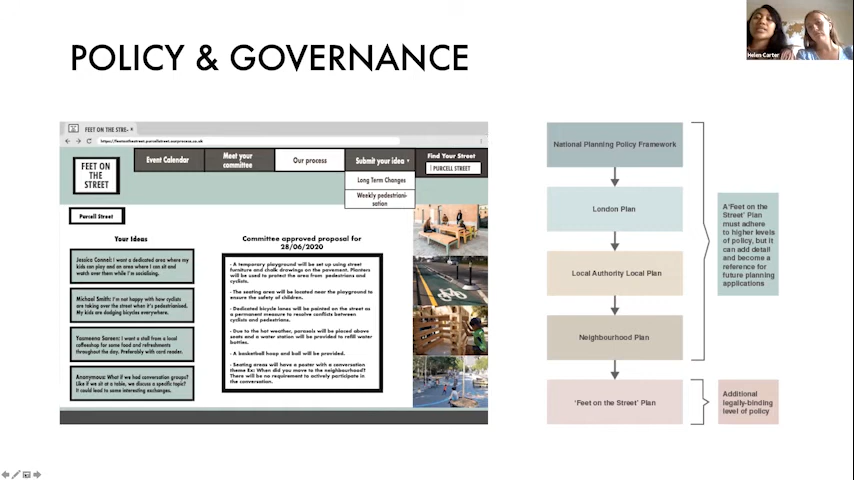 POLICY & GOVERNANCE
Helen Carter
FEET ON THE STRE-
https://feetonthestreet.purcellstreet.ourprocess.co.uk
FEET ON
THE
STREET
Event Calendar
Meet your
committee
Our process
Submit your idea
Long Term Changes
Weekly pedestriani-
sation
Find Your Street
PURCELL STREET
Purcell Street
Your Ideas
Jessica Connel: I want a dedicated area where my
kids can play and an area where I can sit and
watch over them while I'm socialising.
Michael Smith: I'm not happy with how cyclists
are taking over the street when it's pedestrianised.
My kids are dodging bicycles everywhere.
Yasmeena Sareen: I want a stall from a local
coffeeshop for some food and refreshments
throughout the day. Preferably with card reader.
Anonymous: What if we had conversation groups?
Like if we sit at a table, we discuss a specific topic?
It could lead to some interesting exchanges.
Committee approved proposal for
28/06/2020
- A temporary playground will be set up using street
furniture and chalk drawings on the pavement. Planters
will be used to protect the area from pedestrians and
cyclists.
- The seating area will be located near the playground to
ensure the safety of children.
- Dedicated bicycle lanes will be painted on the street as
a permanent measure to resolve conflicts between
cyclists and pedestrians.
- Due to the hot weather, parasols will be placed above
seats and a water station will be provided to refill water
bottles.
- A basketball hoop and ball will be provided.
- Seating areas will have a poster with a conversation
theme Ex: When did you move to the neighbourhood?
There will be no requirement to actively participate in
the conversation.
National Planning Policy Framework
London Plan
Local Authority Local Plan
Neighbourhood Plan
'Feet on the Street' Plan
A'Feet on the
Street' Plan
must adhere
to higher levels
of policy, but it
can add detail
and become a
reference for
future planning
applications
Additional
legally-binding
level of policy